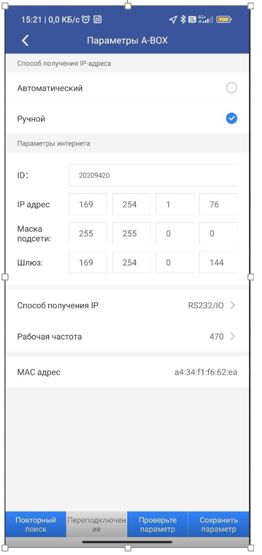 15:21 | 0,0 КБ/с
Параметры A-BOX
Способ получения IP-адреса
Автоматический
Ручной
Параметры интернета
ID: 20209420
IP адрес 169 254 1 76
Маска
подсети: 255 255 0 0
Шлюз: 169 254 0 144
Способ получения IP RS232/IO
Рабочая частота 470
MAC адрес a4:34:f1:f6:62:ea
Повторный
поиск
Переподключен
ие
Проверьте
параметр
Сохранить
параметр